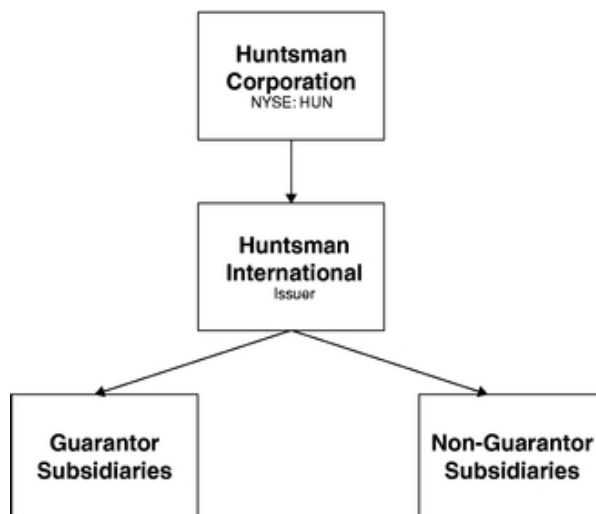 Huntsman
Corporation
NYSE: HUN
Huntsman
International
Issuer
Guarantor
Subsidiaries
Non-Guarantor
Subsidiaries